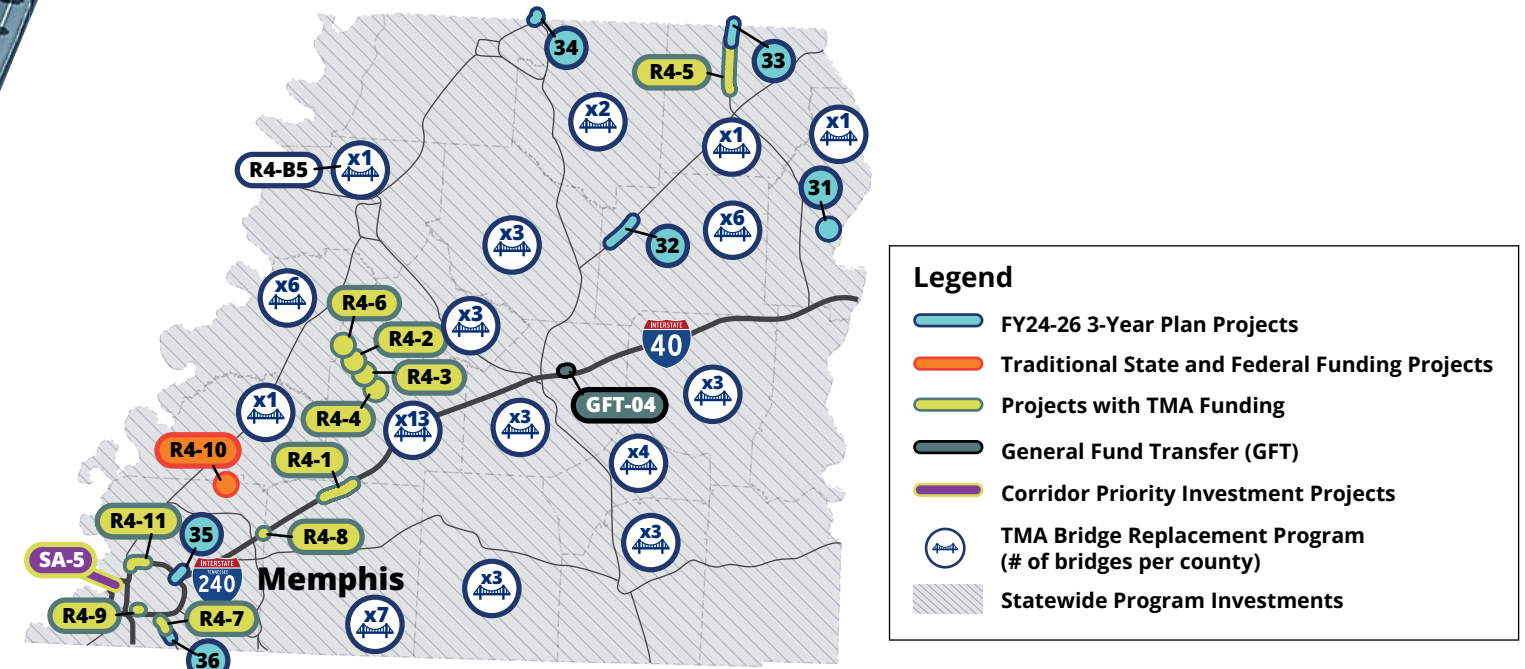 34
33
R4-5
x2
x1
x1
R4-B5
x1
31
x6
x3
32
x6
R4-6
x3
R4-2
INTERSTATE
40
R4-3
x3
GFT-04
x1
R4-4
x13
x3
R4-10
R4-1
x4
R4-11
35
R4-8
x3
SA-5
INTERSTATE
TENNESSEE
240
Memphis
x3
R4-9
R4-7
x7
36
Legend
FY24-26 3-Year Plan Projects
Traditional State and Federal Funding Projects
Projects with TMA Funding
General Fund Transfer (GFT)
Corridor Priority Investment Projects
TMA Bridge Replacement Program
(# of bridges per county)
Statewide Program Investments